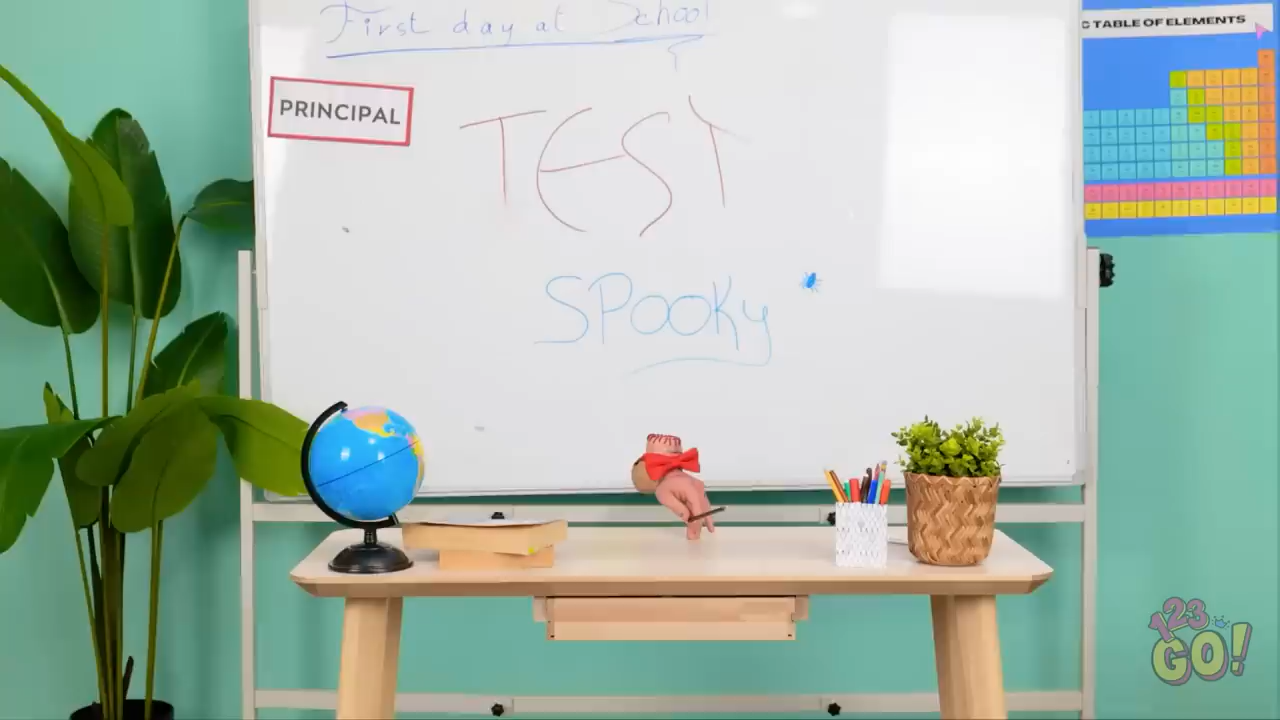 First day at School
G TABLE OF ELEMENTS
PRINCIPAL
TEST
SPOOKY
123
GO!